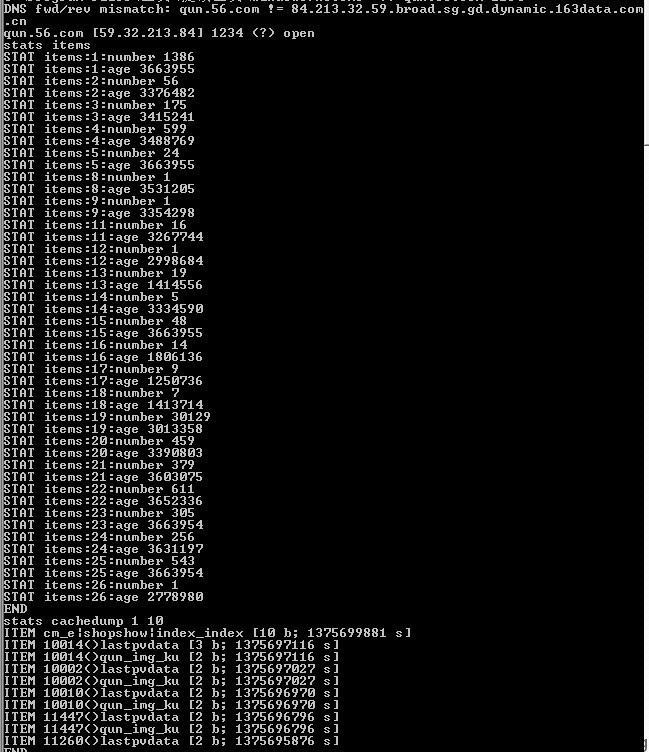 DNS fwd/rev mismatch: qun.56.com != 84.213.32.59.broad.sg.gd.dynamic.163data.com
.cn
qun.56.com [59.32.213.84] 1234 (?) open
stats items
STAT items:1:number 1386
STAT items:1:age 3663955
STAT items:2:number 56
STAT items:2:age 3376482
STAT items:3:number 175
STAT items:3:age 3415241
STAT items:4:number 599
STAT items:4:age 3488769
STAT items:5:number 24
STAT items:5:age 3663955
STAT items:8:number 1
STAT items:8:age 3531205
STAT items:9:number 1
STAT items:9:age 3354298
STAT items:11:number 16
STAT items:11:age 3267744
STAT items:12:number 1
STAT items:12:age 2998684
STAT items:13:number 19
STAT items:13:age 1414556
STAT items:14:number 5
STAT items:14:age 3334590
STAT items:15:number 48
STAT items:15:age 3663955
STAT items:16:number 14
STAT items:16:age 1806136
STAT items:17:number 9
STAT items:17:age 1250736
STAT items:18:number 7
STAT items:18:age 1413714
STAT items:19:number 30129
STAT items:19:age 3013358
STAT items:20:number 459
STAT items:20:age 3390803
STAT items:21:number 379
STAT items:21:age 3603075
STAT items:22:number 611
STAT items:22:age 3652336
STAT items:23:number 305
STAT items:23:age 3663954
STAT items:24:number 256
STAT items:24:age 3631197
STAT items:25:number 543
STAT items:25:age 3663954
STAT items:26:number 1
STAT items:26:age 2778980
END
stats cachedump 1 10
ITEM cm_e|shopshow|index_index [10 b; 1375699881 s]
ITEM 10014()lastpvdata [3 b; 1375697116 s]
ITEM 10014()qun_img_ku [2 b; 1375697116 s]
ITEM 10002()lastpvdata [2 b; 1375697027 s]
ITEM 10002()qun_img_ku [2 b; 1375697027 s]
ITEM 10010()lastpvdata [2 b; 1375696970 s]
ITEM 10010()qun_img_ku [2 b; 1375696970 s]
ITEM 11447()lastpvdata [2 b; 1375696796 s]
ITEM 11447()qun_img_ku [2 b; 1375696796 s]
ITEM 11260()lastpvdata [2 b; 1375695876 s]
END